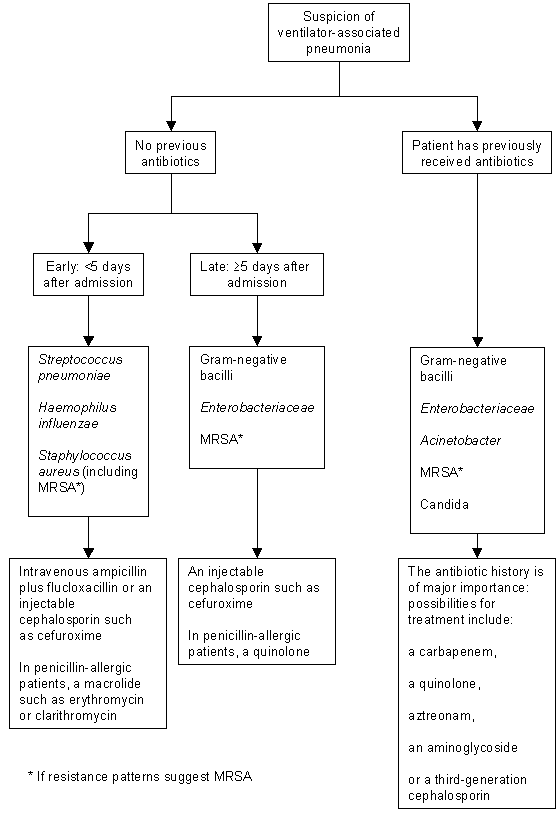 Suspicion of
ventilator-associated
pneumonia
No previous
antibiotics
Patient has previously
received antibiotics
Early: <5 days
after admission
Late: ≥5 days after
admission
Streptococcus
pneumoniae
Haemophilus
influenzae
Staphylococcus
aureus (including
MRSA*)
Gram-negative
bacilli
Enterobacteriaceae
MRSA*
Gram-negative
bacilli
Enterobacteriaceae
Acinetobacter
MRSA*
Candida
Intravenous ampicillin
plus flucloxacillin or an
injectable
cephalosporin such
as cefuroxime
In penicillin-allergic
patients, a macrolide
such as erythromycin
or clarithromycin
An injectable
cephalosporin such as
cefuroxime
In penicillin-allergic
patients, a quinolone
The antibiotic history is
of major importance:
possibilities for
treatment include:
a carbapenem,
a quinolone,
aztreonam,
an aminoglycoside
or a third-generation
cephalosporin
* If resistance patterns suggest MRSA